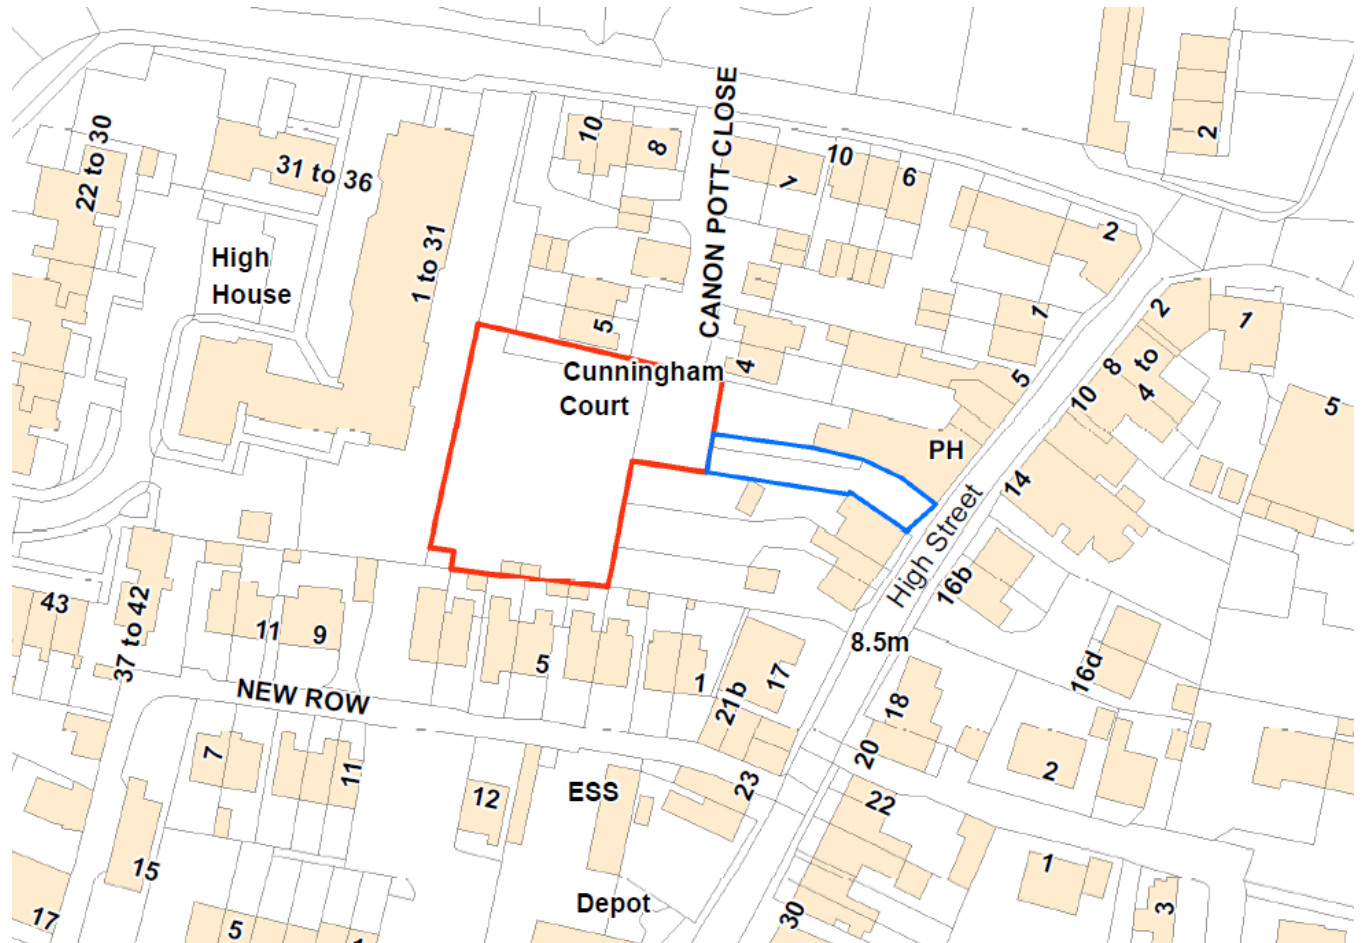 10
8
CANON POTT CLOSE
7
10
6
2
2
22 to 30
31 to 36
1 to 31
High
House
5
Cunningham
Court
4
1
5
2
1
8
to
4
10
5
PH
14
High Street
16b
8.5m
16d
43
37 to 42
11
9
5
1
21b
17
18
NEW ROW
20
2
7
11
12
ESS
23
22
15
17
5
1
Depot
30
1
3